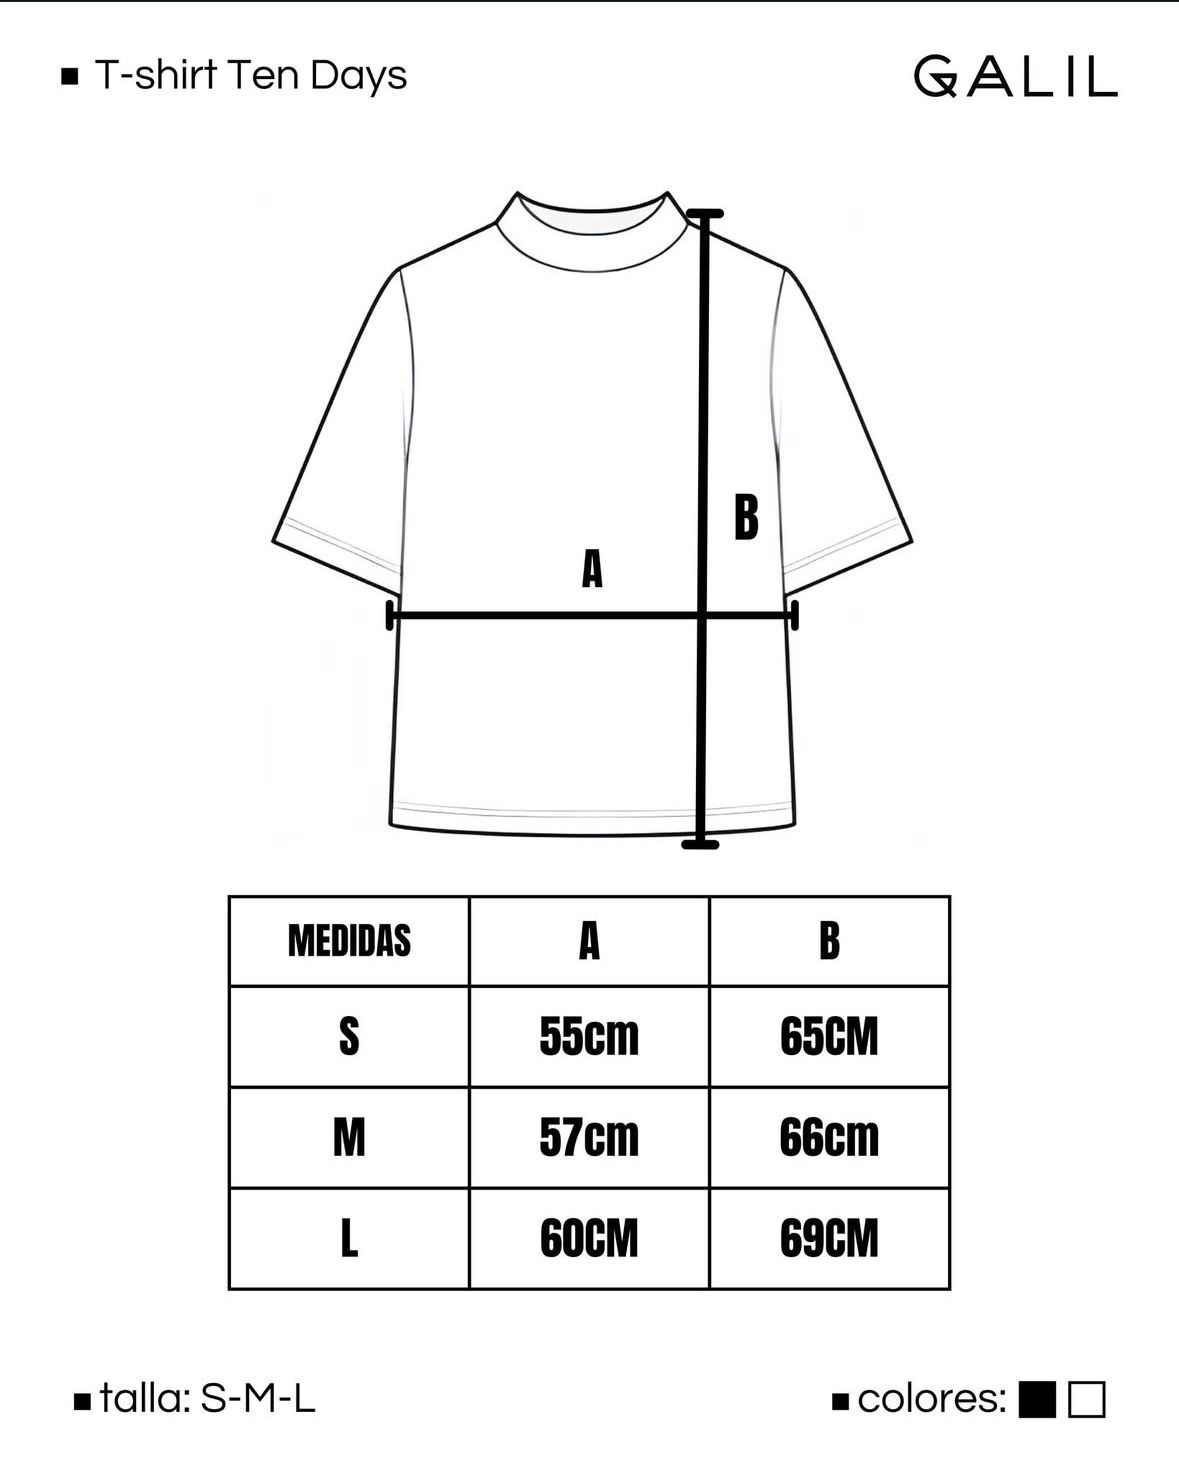 T-shirt Ten Days
GALIL
B
A
MEDIDAS A B
S 55cm 65CM
M 57cm 66cm
L 60CM 69CM
talla: S-M-L
colores: